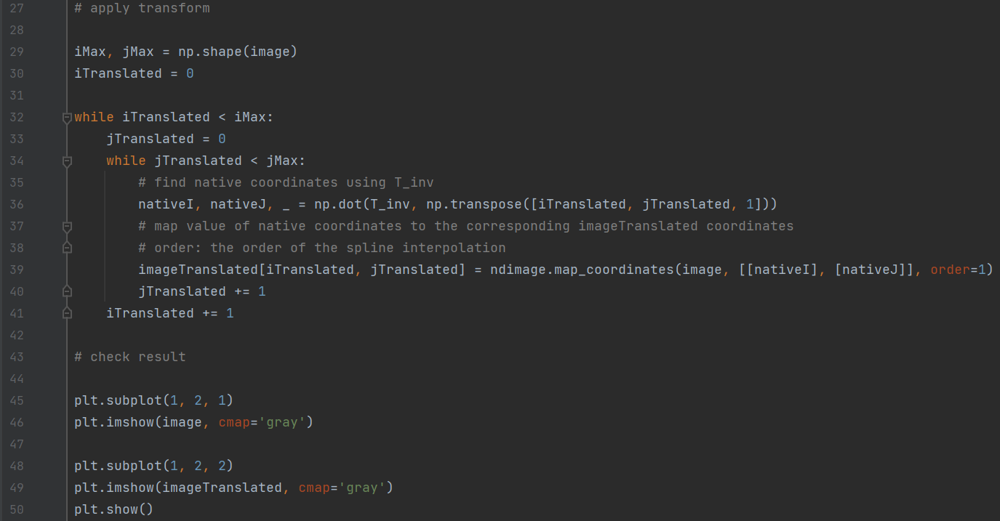 27 # apply transform
28
29 iMax, jMax = np.shape(image)
30 iTranslated = 0
31
32 while iTranslated < iMax:
33     jTranslated = 0
34     while jTranslated < jMax:
35         # find native coordinates using T_inv
36         nativeI, nativeJ, _ = np.dot(T_inv, np.transpose([iTranslated, jTranslated, 1]))
37         # map value of native coordinates to the corresponding imageTranslated coordinates
38         # order: the order of the spline interpolation
39         imageTranslated[iTranslated, jTranslated] = ndimage.map_coordinates(image, [[nativeI], [nativeJ]], order=1)
40         jTranslated += 1
41     iTranslated += 1
42
43 # check result
44
45 plt.subplot(1, 2, 1)
46 plt.imshow(image, cmap='gray')
47
48 plt.subplot(1, 2, 2)
49 plt.imshow(imageTranslated, cmap='gray')
50 plt.show()